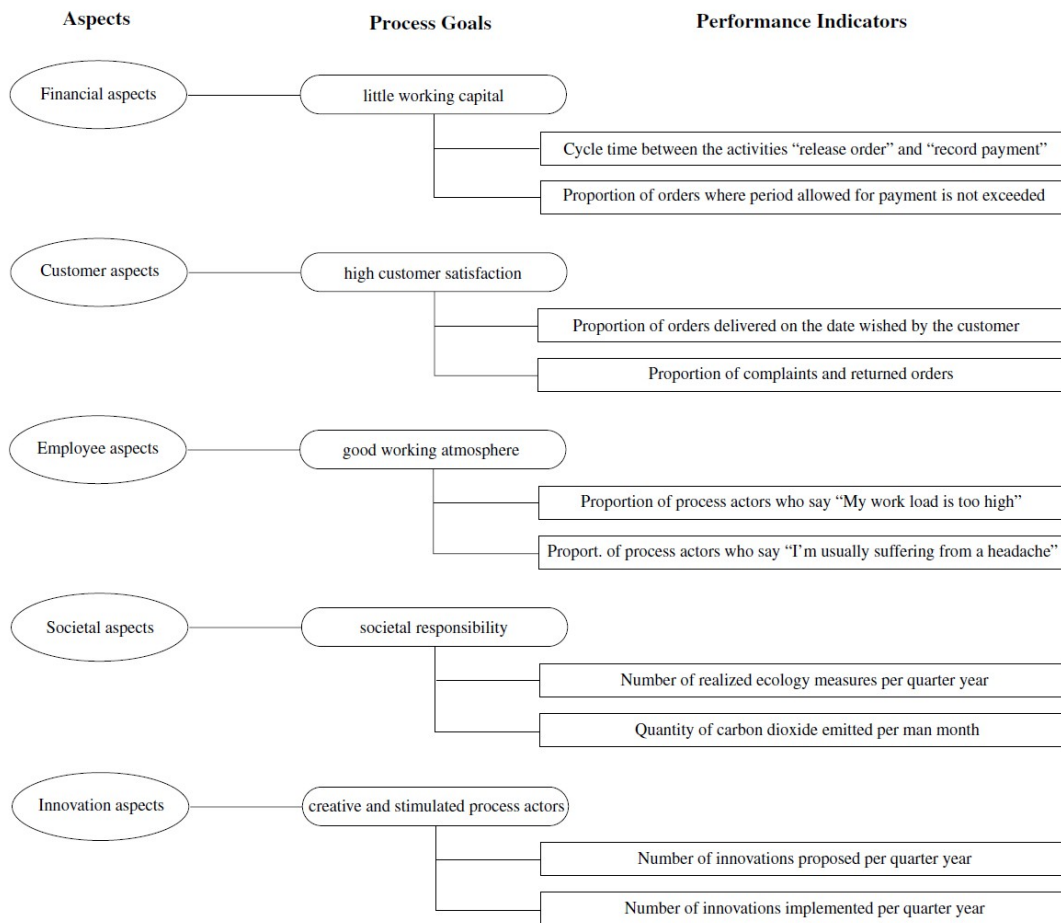 Aspects
Process Goals
Performance Indicators
Financial aspects
little working capital
Cycle time between the activities “release order” and “record payment”
Proportion of orders where period allowed for payment is not exceeded
Customer aspects
high customer satisfaction
Proportion of orders delivered on the date wished by the customer
Proportion of complaints and returned orders
Employee aspects
good working atmosphere
Proportion of process actors who say “My work load is too high”
Proport. of process actors who say “I’m usually suffering from a headache”
Societal aspects
societal responsibility
Number of realized ecology measures per quarter year
Quantity of carbon dioxide emitted per man month
Innovation aspects
creative and stimulated process actors
Number of innovations proposed per quarter year
Number of innovations implemented per quarter year